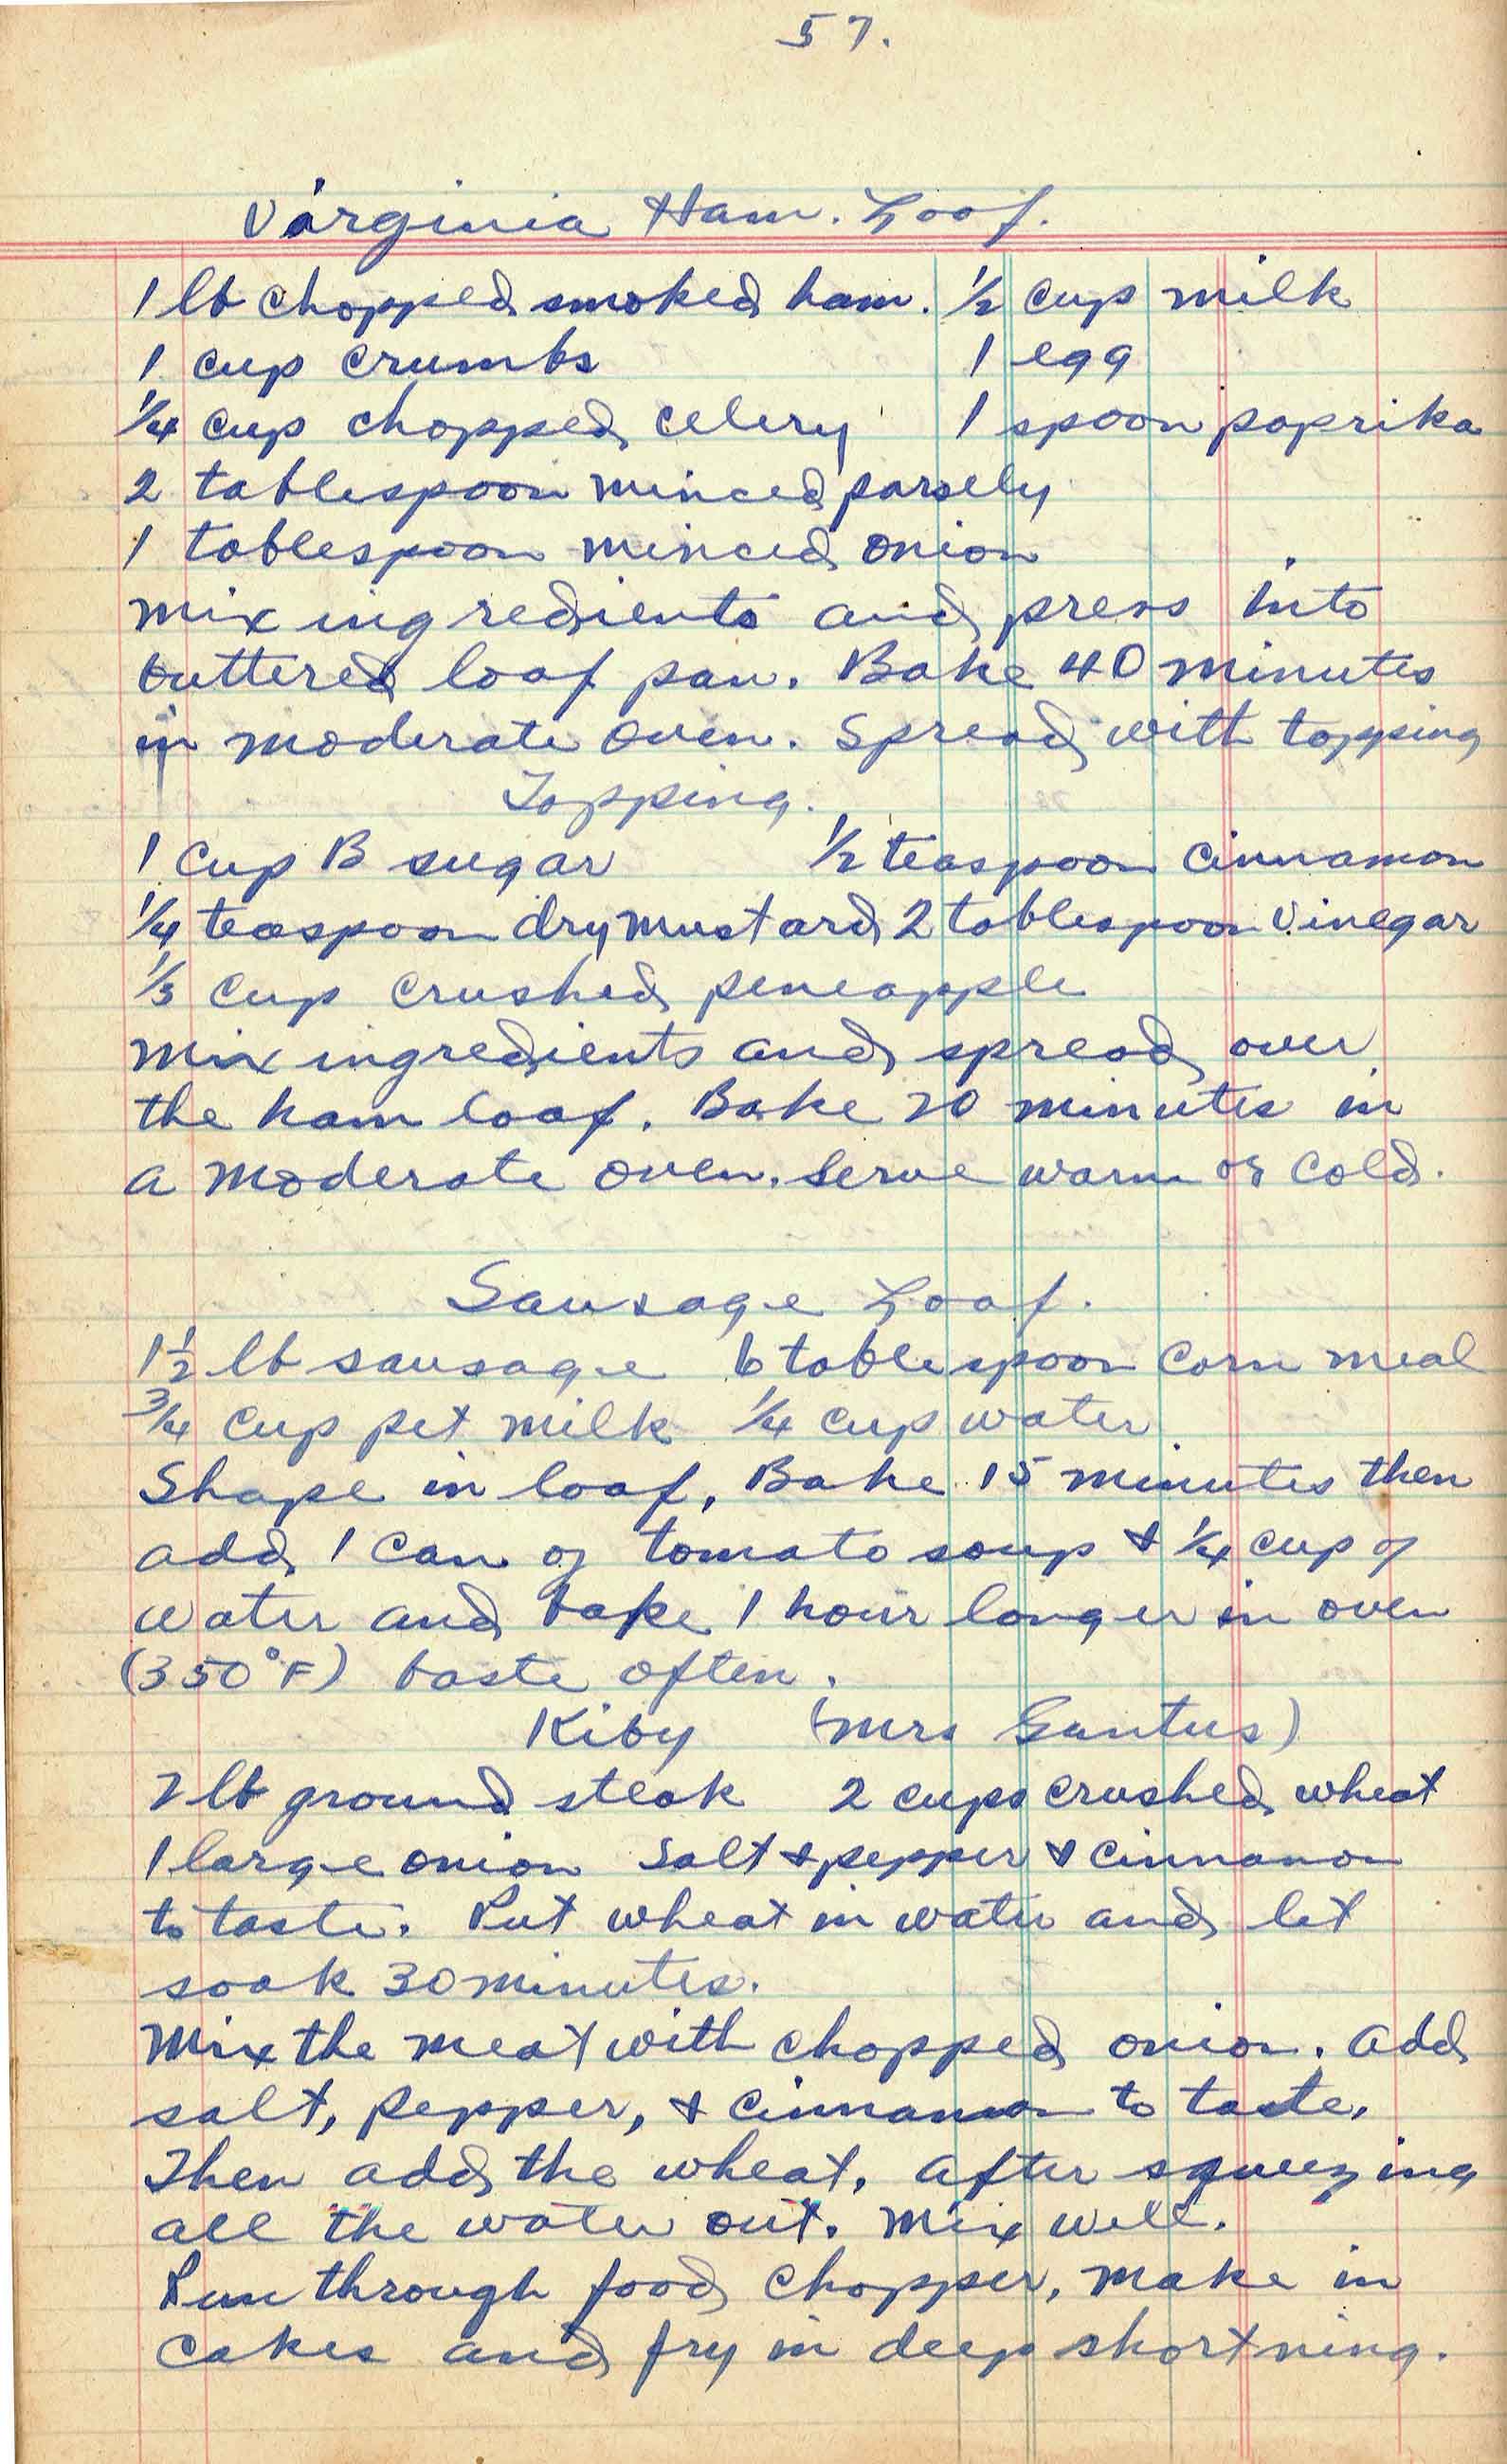 57.
Virginia Ham. Loaf.
1 lb chopped smoked ham. ½ cup milk
1 cup crumbs 1 egg
¼ cup chopped celery 1 spoon paprika
2 tablespoon minced parsely
1 tablespoon minced onion
mix ingredients and press into
buttered loaf pan. Bake 40 minutes
in moderate oven. Spread with topping
Topping.
1 cup B sugar ½ teaspoon cinnamon
¼ teaspoon dry mustard 2 tablespoon vinegar
⅓ cup crushed peneapple
mix ingredients and spread over
the ham loaf. Bake 20 minutes in
a moderate oven. Serve warm or cold.
Sausage Loaf.
1½ lb sausage 6 tablespoon corn meal
¾ cup pet milk ¼ cup water
Shape in loaf, Bake 15 minutes then
add 1 can of tomato soup & ¼ cup of
water and bake 1 hour longer in oven
(350°F) baste often.
Kiby (Mrs Gantus)
2 lb ground steak 2 cups crushed wheat
1 large onion salt & pepper & cinnamon
to taste. Put wheat in water and let
soak 30 minutes.
Mix the meat with chopped onion. add
salt, pepper, & cinnamon to taste.
Then add the wheat, after squeezing
all the water out. mix well.
Run through food chopper, make in
cakes and fry in deep shortning.